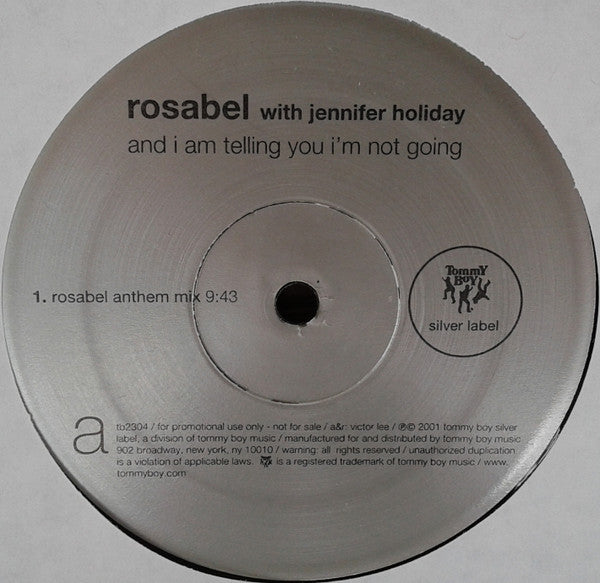 rosabel with jennifer holiday
and i am telling you i'm not going
1. rosabel anthem mix 9:43
Tommy
Boy
silver label
a
tb2304 / for promotional use only - not for sale / a&r: victor lee / ℗© 2001 tommy boy silver
label, a division of tommy boy music / manufactured for and distributed by tommy boy music
902 broadway, new york, ny 10010 / warning: all rights reserved / unauthorized duplication
is a violation of applicable laws. is a registered trademark of tommy boy music / www.
tommyboy.com